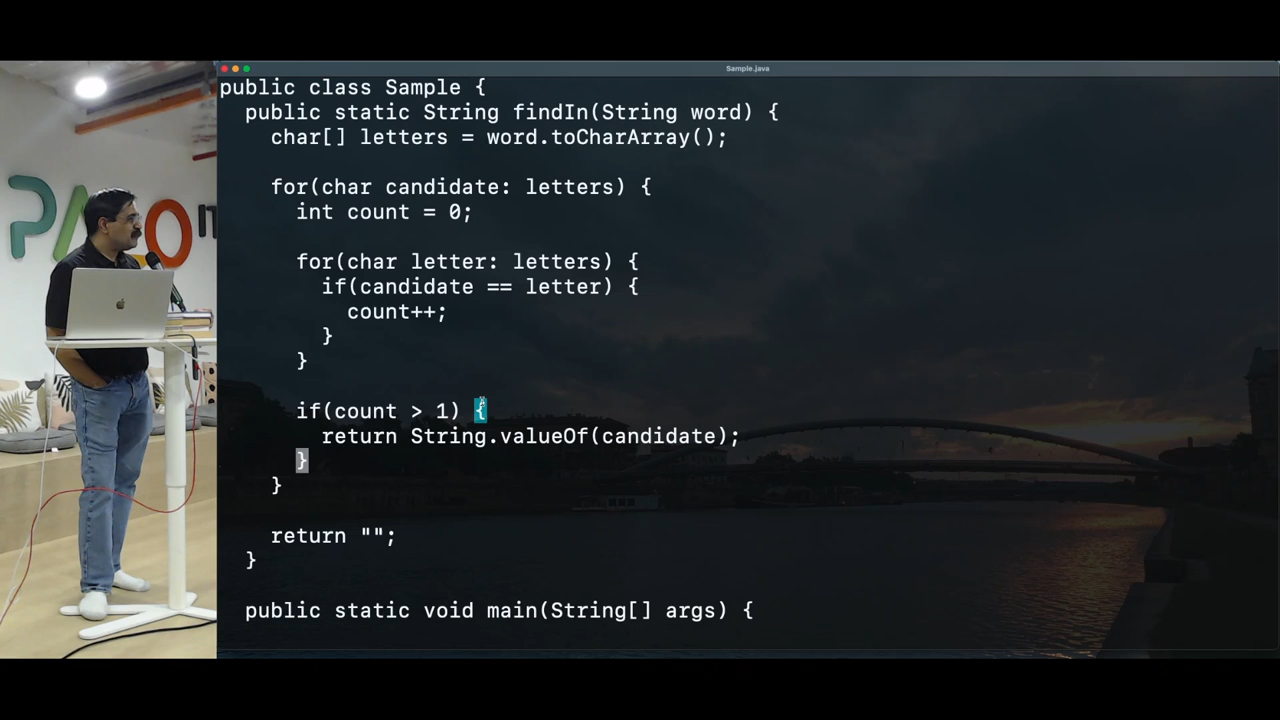 PALO IT
Sample.java
public class Sample {
  public static String findIn(String word) {
    char[] letters = word.toCharArray();
    for(char candidate: letters) {
      int count = 0;
      for(char letter: letters) {
        if(candidate == letter) {
          count++;
        }
      }
      if(count > 1) {
        return String.valueOf(candidate);
      }
    }
    return "";
  }
  public static void main(String[] args) {